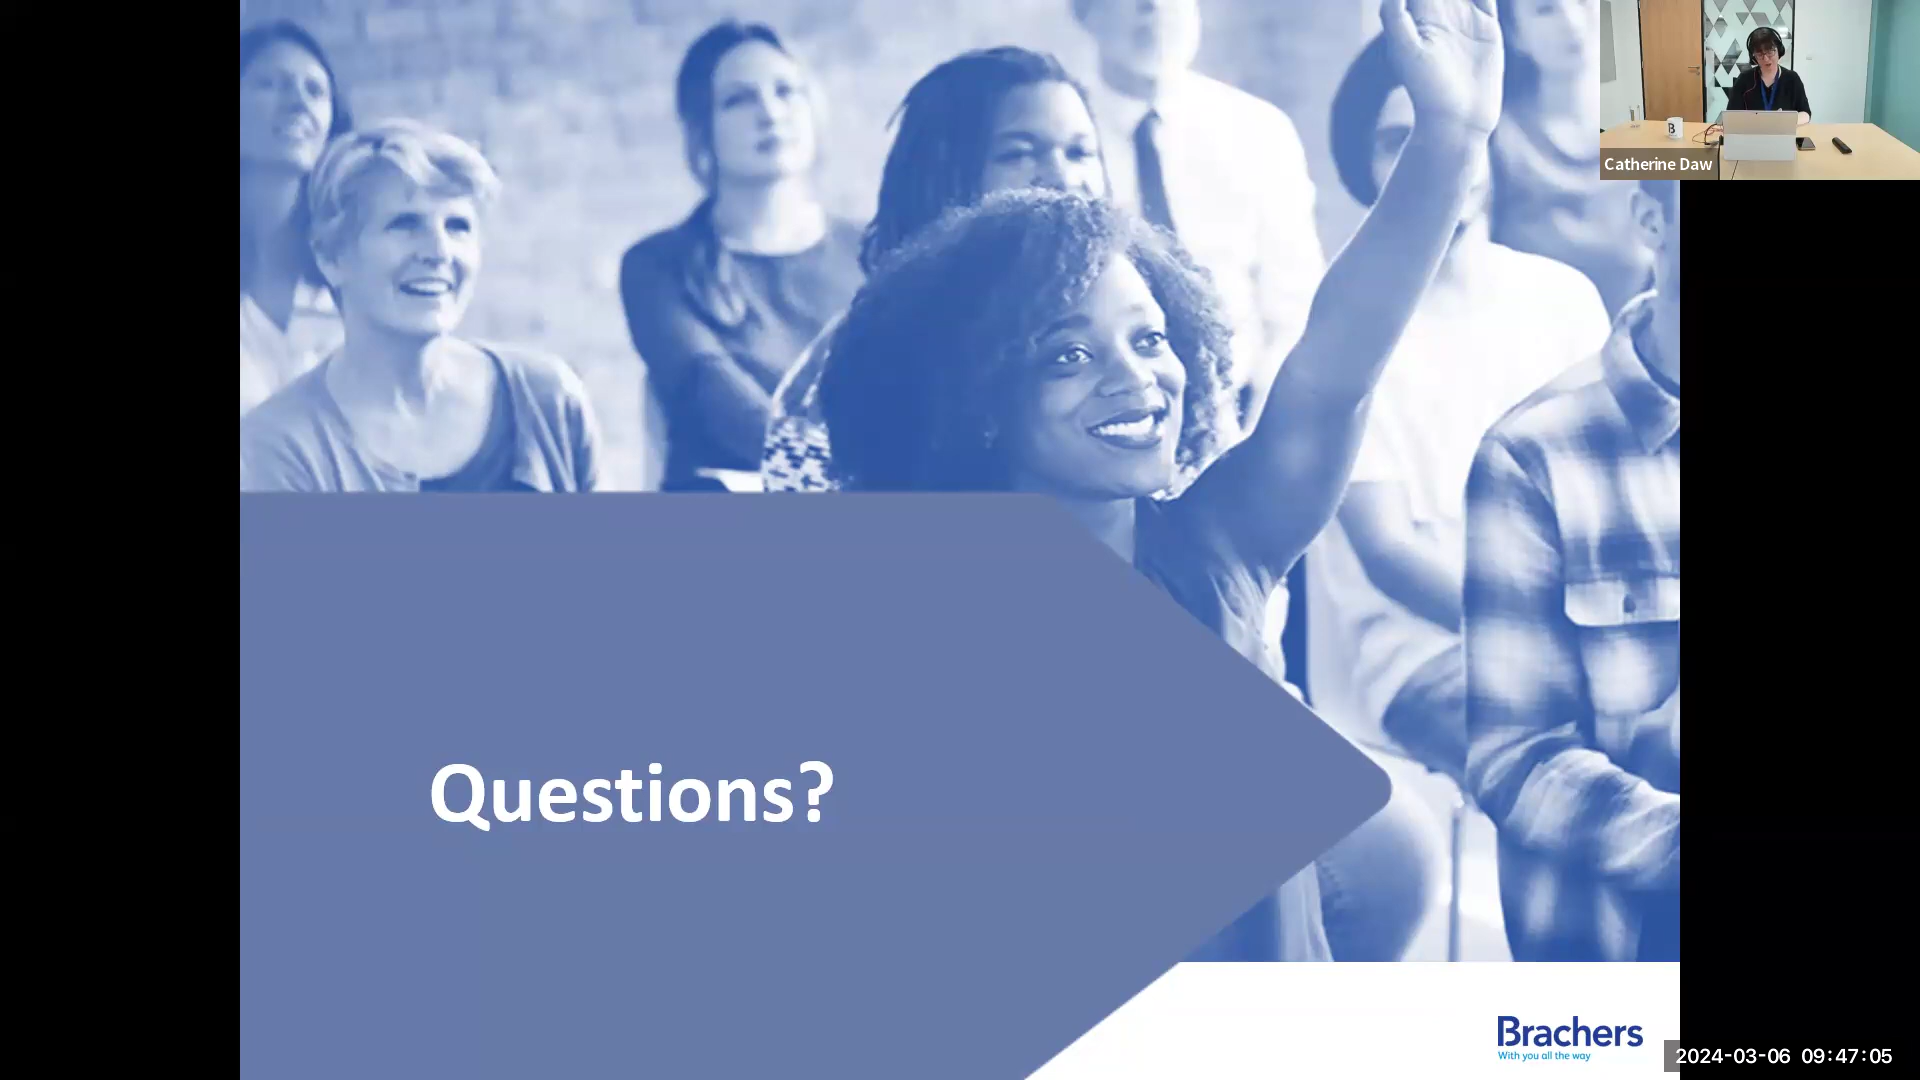 Catherine Daw
B
Questions?
Brachers
With you all the way
2024-03-06 09:47:05